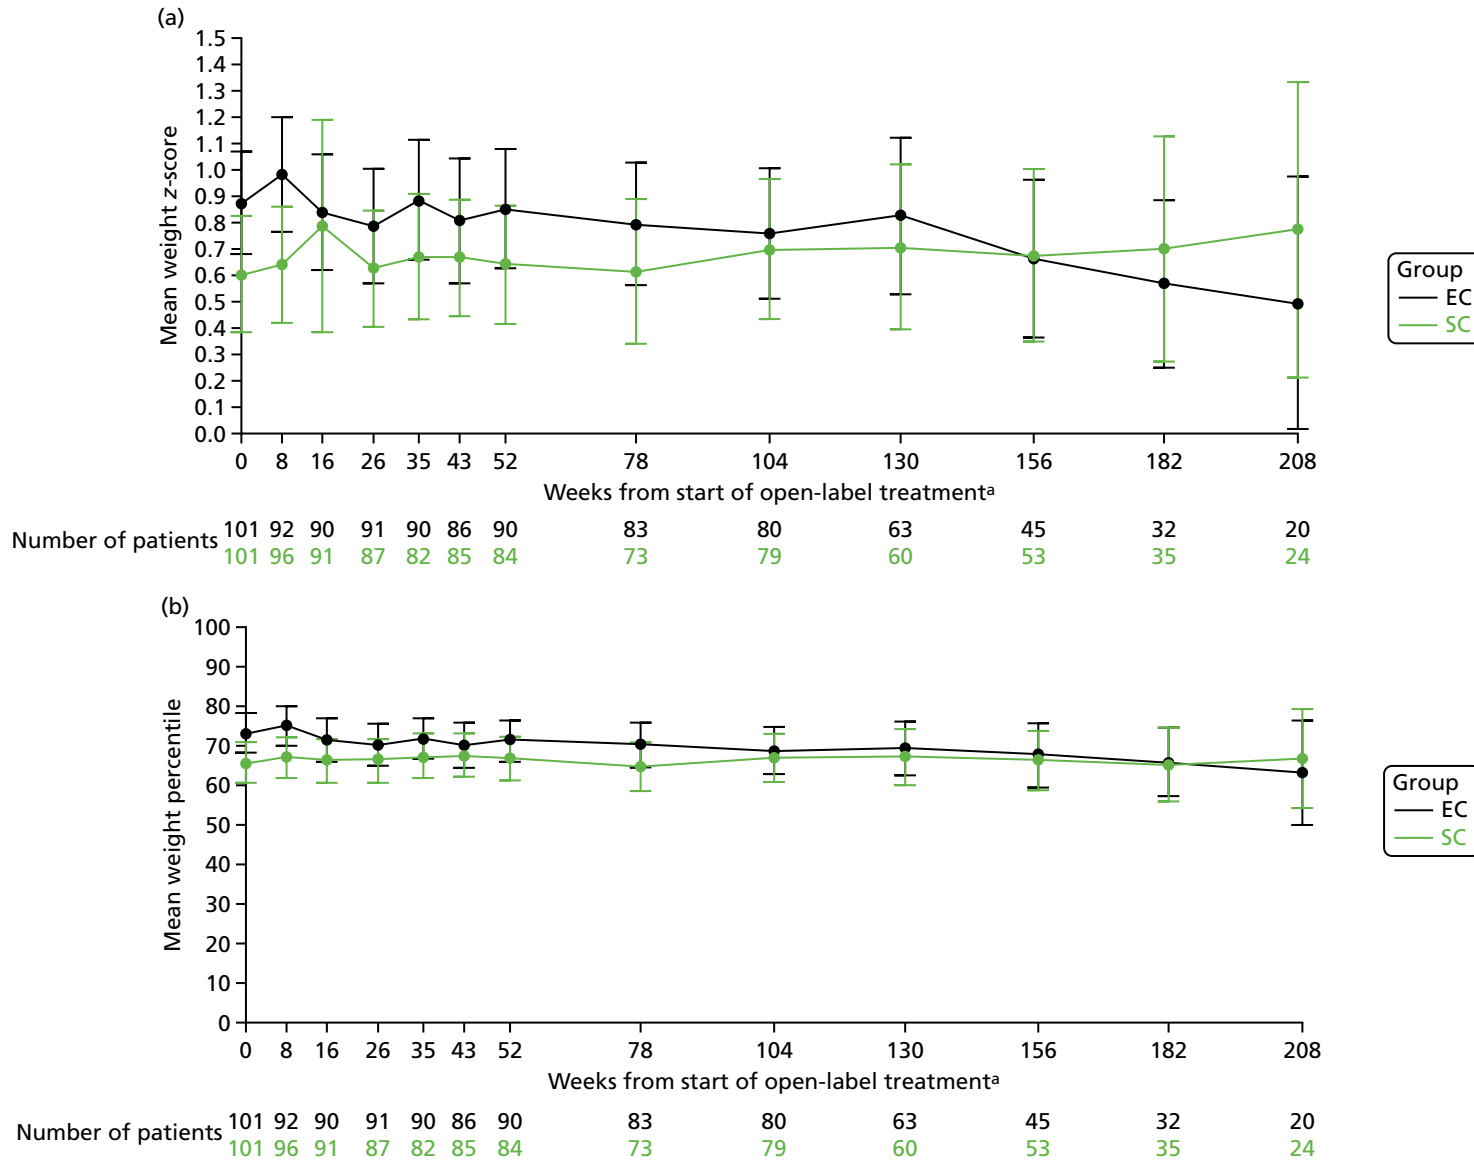 (a)
1.5
1.4
1.3
1.2
1.1
1.0
0.9
0.8
0.7
0.6
0.5
0.4
0.3
0.2
0.1
0.0
Mean weight z-score
0 8 16 26 35 43 52 78 104 130 156 182 208
Weeks from start of open-label treatmentᵃ
Group
EC
SC
Number of patients
101 92 90 91 90 86 90 83 80 63 45 32 20
101 96 91 87 82 85 84 73 79 60 53 35 24
(b)
100
90
80
70
60
50
40
30
20
10
0
Mean weight percentile
0 8 16 26 35 43 52 78 104 130 156 182 208
Weeks from start of open-label treatmentᵃ
Group
EC
SC
Number of patients
101 92 90 91 90 86 90 83 80 63 45 32 20
101 96 91 87 82 85 84 73 79 60 53 35 24